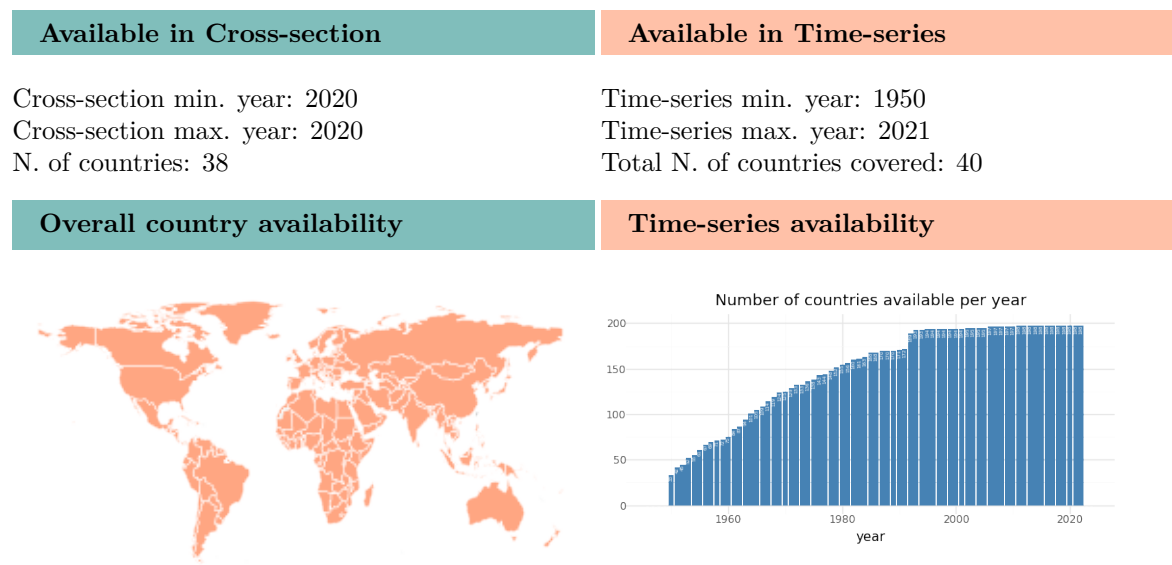 Available in Cross-section
Available in Time-series
Cross-section min. year: 2020
Cross-section max. year: 2020
N. of countries: 38
Time-series min. year: 1950
Time-series max. year: 2021
Total N. of countries covered: 40
Overall country availability
Time-series availability
Number of countries available per year
200
150
100
50
0
1960
1980
2000
2020
year